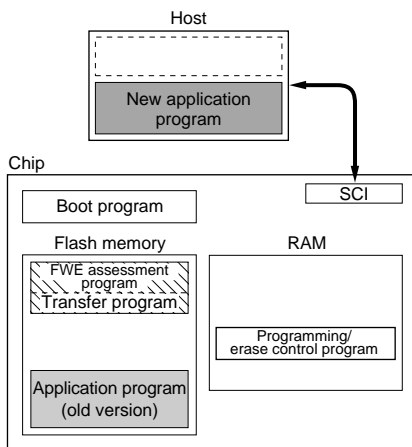 Host
New application
program
Chip
SCI
Boot program
Flash memory
RAM
FWE assessment
program
Transfer program
Programming/
erase control program
Application program
(old version)